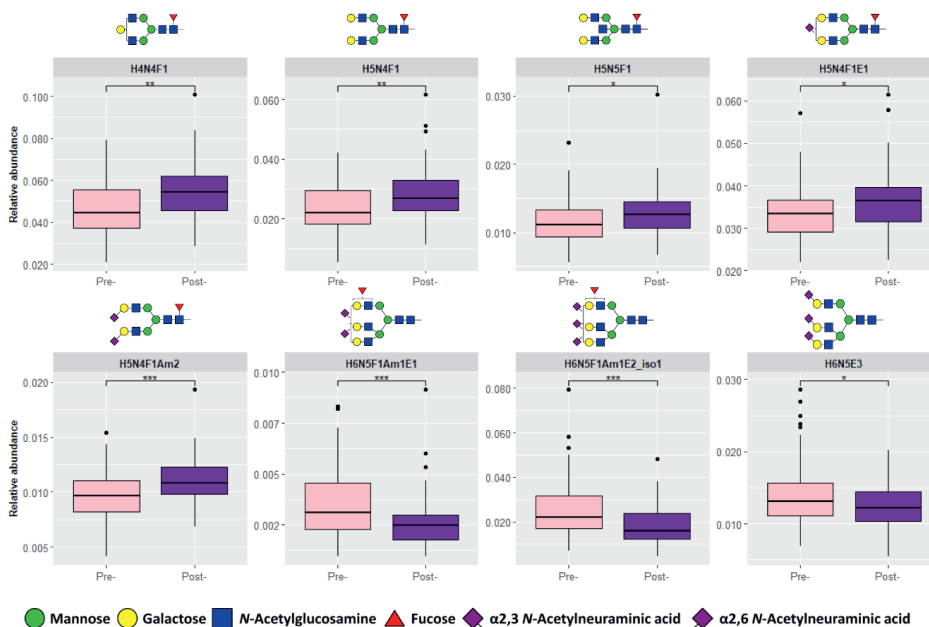 H4N4F1
H5N4F1
H5N5F1
H5N4F1E1
Relative abundance
0.100
0.080
0.060
0.040
0.020
**
Pre-
Post-
0.060
0.040
0.020
**
Pre-
Post-
0.030
0.020
0.010
*
Pre-
Post-
0.060
0.050
0.040
0.030
0.020
*
Pre-
Post-
H5N4F1Am2
H6N5F1Am1E1
H6N5F1Am1E2_iso1
H6N5E3
Relative abundance
0.020
0.015
0.010
0.005
***
Pre-
Post-
0.010
0.007
0.005
0.002
***
Pre-
Post-
0.080
0.060
0.040
0.020
***
Pre-
Post-
0.030
0.020
0.010
*
Pre-
Post-
Mannose Galactose N-Acetylglucosamine Fucose α2,3 N-Acetylneuraminic acid α2,6 N-Acetylneuraminic acid